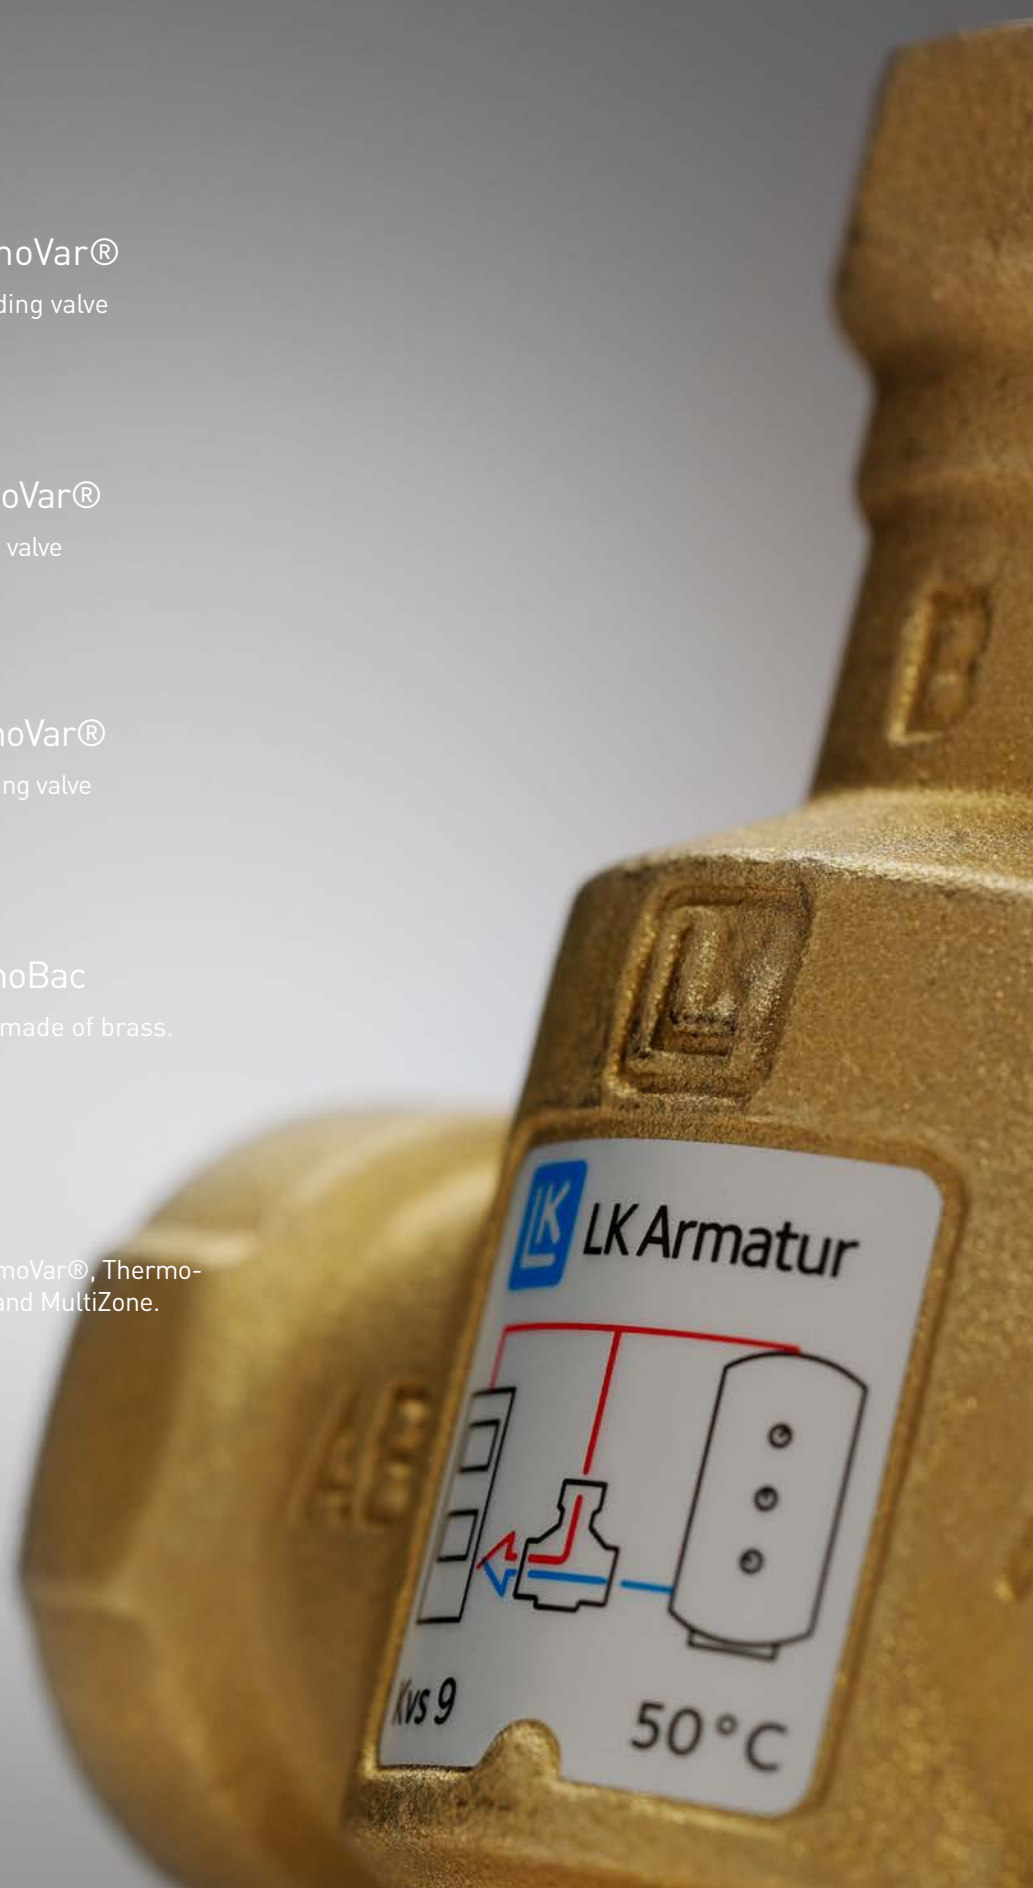 noVar®
ding valve
oVar®
valve
noVar®
ng valve
noBac
made of brass.
moVar®, Thermo-
and MultiZone.
B
L
LK LK Armatur
AB
Kvs 9
50°C